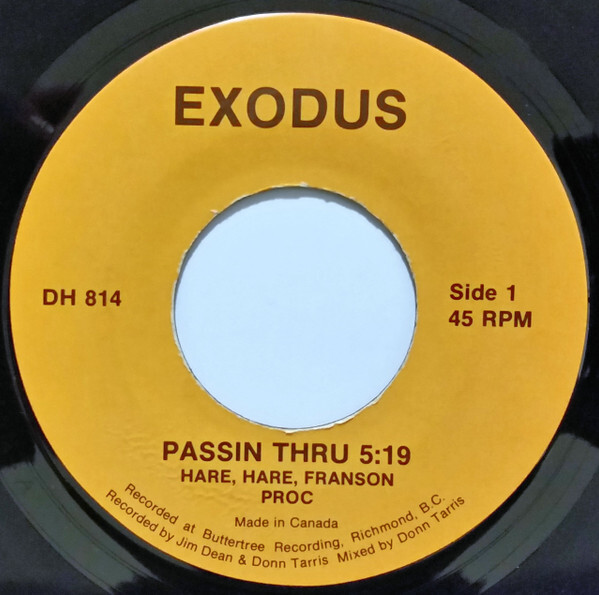 EXODUS
DH 814
Side 1
45 RPM
PASSIN THRU 5:19
HARE, HARE, FRANSON
PROC
Made in Canada
Recorded at Buttertree Recording, Richmond, B.C.
Recorded by Jim Dean & Donn Tarris Mixed by Donn Tarris